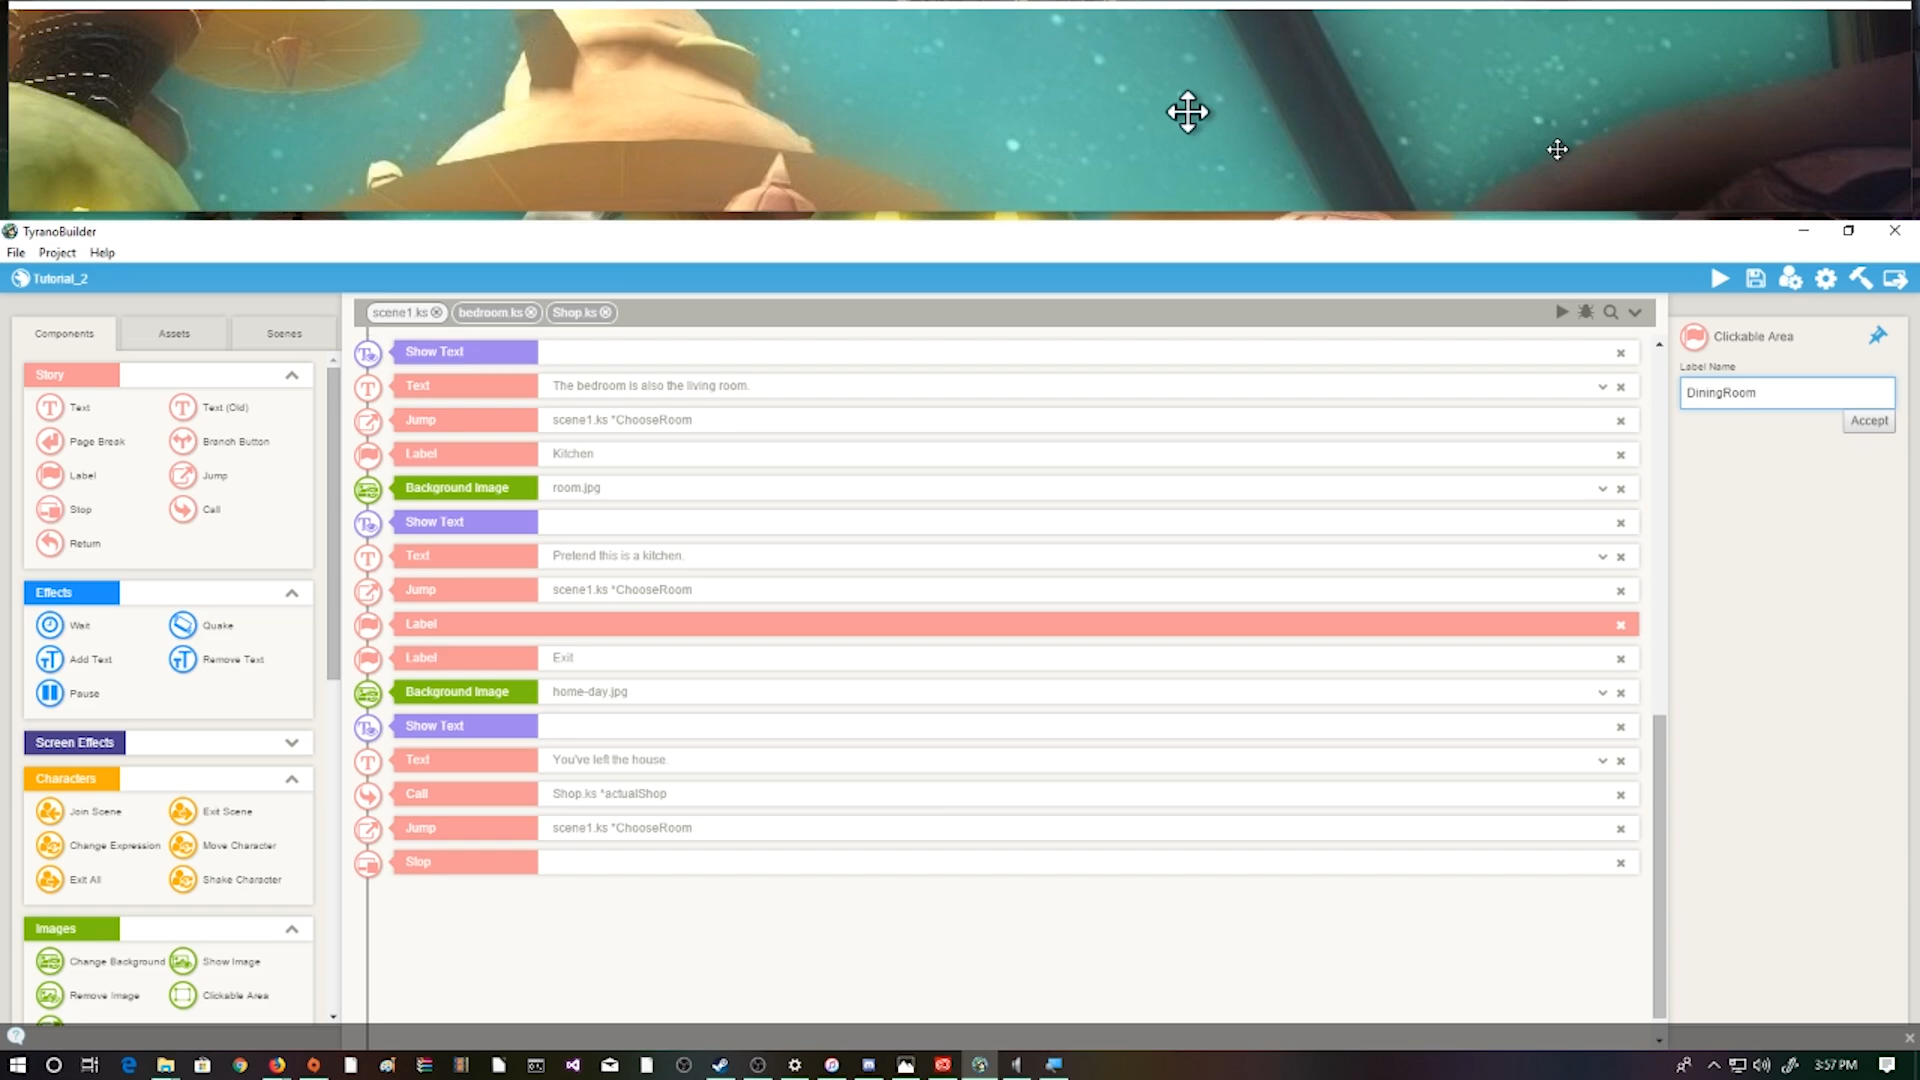 TyranoBuilder
File Project Help
Tutorial_2
Components Assets Scenes
Story
Text Text (Old)
Page Break Branch Button
Label Jump
Stop Call
Return
Effects
Wait Quake
Add Text Remove Text
Pause
Screen Effects
Characters
Join Scene Exit Scene
Change Expression Move Character
Exit All Shake Character
Images
Change Background Show Image
Remove Image Clickable Area
scene1.ks bedroom.ks Shop.ks
Show Text
Text The bedroom is also the living room.
Jump scene1.ks *ChooseRoom
Label Kitchen
Background Image room.jpg
Show Text
Text Pretend this is a kitchen.
Jump scene1.ks *ChooseRoom
Label
Label Exit
Background Image home-day.jpg
Show Text
Text You've left the house.
Call Shop.ks *actualShop
Jump scene1.ks *ChooseRoom
Stop
Clickable Area
Label Name
DiningRoom
Accept
3:57 PM